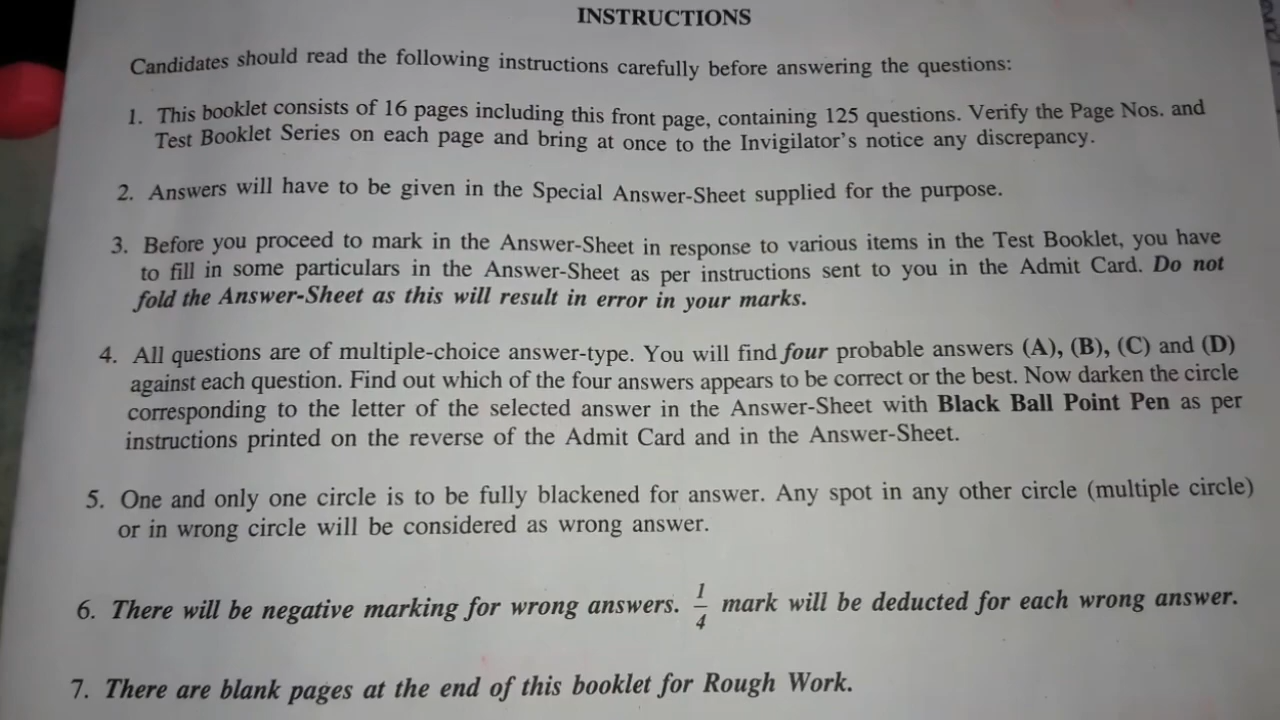 INSTRUCTIONS
Candidates should read the following instructions carefully before answering the questions:
1. This booklet consists of 16 pages including this front page, containing 125 questions. Verify the Page Nos. and
Test Booklet Series on each page and bring at once to the Invigilator's notice any discrepancy.
2. Answers will have to be given in the Special Answer-Sheet supplied for the purpose.
3. Before you proceed to mark in the Answer-Sheet in response to various items in the Test Booklet, you have
to fill in some particulars in the Answer-Sheet as per instructions sent to you in the Admit Card. Do not
fold the Answer-Sheet as this will result in error in your marks.
4. All questions are of multiple-choice answer-type. You will find four probable answers (A), (B), (C) and (D)
against each question. Find out which of the four answers appears to be correct or the best. Now darken the circle
corresponding to the letter of the selected answer in the Answer-Sheet with Black Ball Point Pen as per
instructions printed on the reverse of the Admit Card and in the Answer-Sheet.
5. One and only one circle is to be fully blackened for answer. Any spot in any other circle (multiple circle)
or in wrong circle will be considered as wrong answer.
6. There will be negative marking for wrong answers. 1/4 mark will be deducted for each wrong answer.
7. There are blank pages at the end of this booklet for Rough Work.